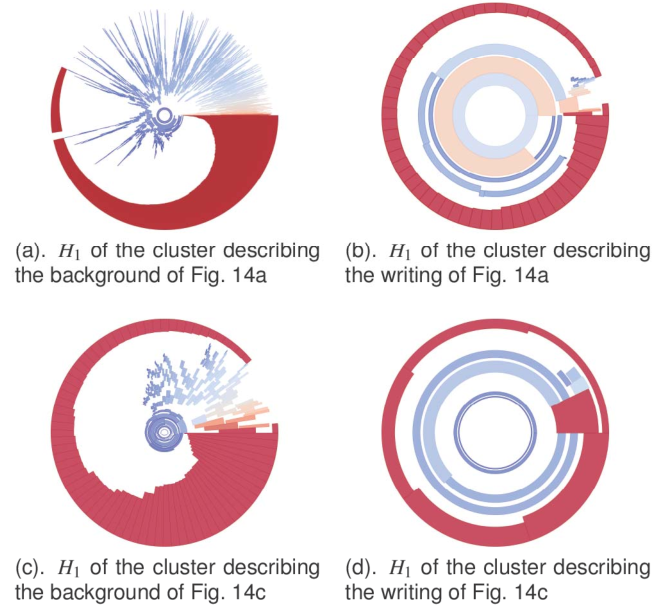 (a). H₁ of the cluster describing
the background of Fig. 14a
(b). H₁ of the cluster describing
the writing of Fig. 14a
(c). H₁ of the cluster describing
the background of Fig. 14c
(d). H₁ of the cluster describing
the writing of Fig. 14c